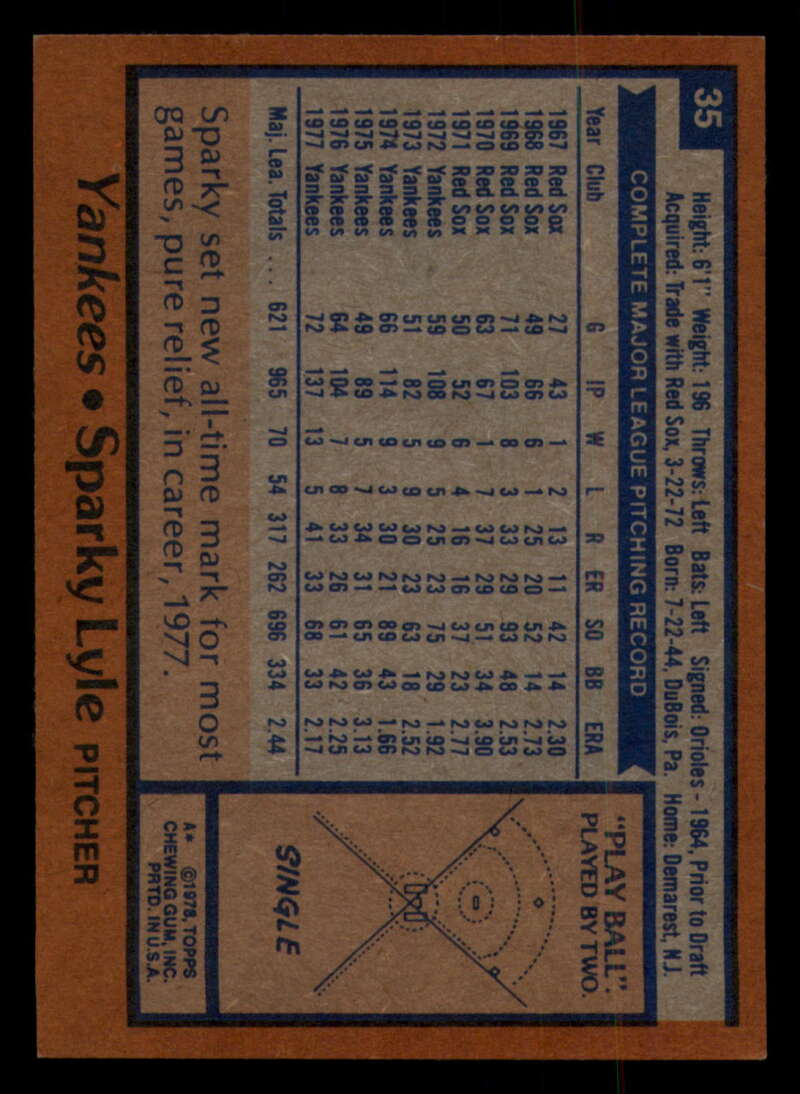 35
Height: 6'1" Weight: 196 Throws: Left Bats: Left Signed: Orioles - 1964, Prior to Draft
Acquired: Trade with Red Sox, 3-22-72 Born: 7-22-44, DuBois, Pa. Home: Demarest, N.J.
COMPLETE MAJOR LEAGUE PITCHING RECORD
Year Club G IP W L R ER SO BB ERA
1967 Red Sox 27 43 1 2 13 11 42 14 2.30
1968 Red Sox 49 66 6 1 25 20 52 14 2.73
1969 Red Sox 71 103 8 3 33 29 93 48 2.53
1970 Red Sox 63 67 1 7 37 29 51 34 3.90
1971 Red Sox 50 52 6 4 16 16 37 23 2.77
1972 Yankees 59 108 9 5 25 23 75 29 1.92
1973 Yankees 51 82 5 9 30 23 63 18 2.52
1974 Yankees 66 114 9 3 30 21 89 43 1.66
1975 Yankees 49 89 5 7 34 31 65 36 3.13
1976 Yankees 64 104 7 8 33 26 61 42 2.25
1977 Yankees 72 137 13 5 41 33 68 33 2.17
Maj. Lea. Totals ... 621 965 70 54 317 262 696 334 2.44
Sparky set new all-time mark for most
games, pure relief, in career, 1977.
"PLAY BALL":
PLAYED BY TWO.
SINGLE
A* ©1978, TOPPS
CHEWING GUM, INC.
PRTD. IN U.S.A.
Yankees • Sparky Lyle PITCHER